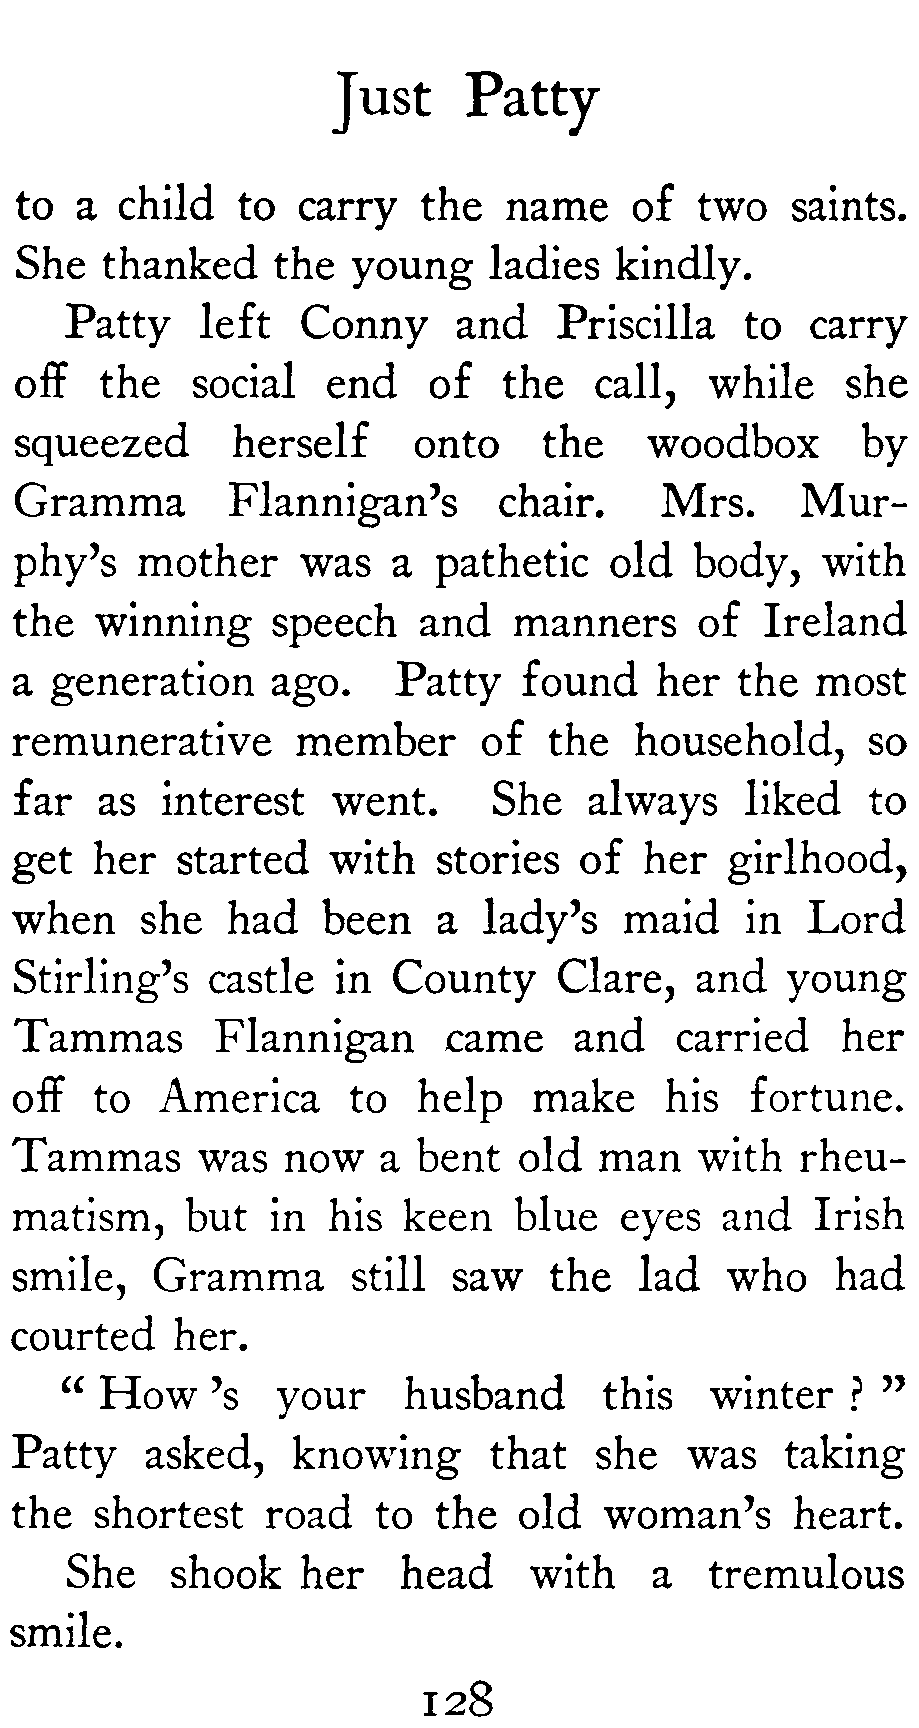 Just Patty
to a child to carry the name of two saints.
She thanked the young ladies kindly.
Patty left Conny and Priscilla to carry
off the social end of the call, while she
squeezed herself onto the woodbox by
Gramma Flannigan's chair. Mrs. Mur-
phy's mother was a pathetic old body, with
the winning speech and manners of Ireland
a generation ago. Patty found her the most
remunerative member of the household, so
far as interest went. She always liked to
get her started with stories of her girlhood,
when she had been a lady's maid in Lord
Stirling's castle in County Clare, and young
Tammas Flannigan came and carried her
off to America to help make his fortune.
Tammas was now a bent old man with rheu-
matism, but in his keen blue eyes and Irish
smile, Gramma still saw the lad who had
courted her.
“ How 's your husband this winter ? ”
Patty asked, knowing that she was taking
the shortest road to the old woman's heart.
She shook her head with a tremulous
smile.
128